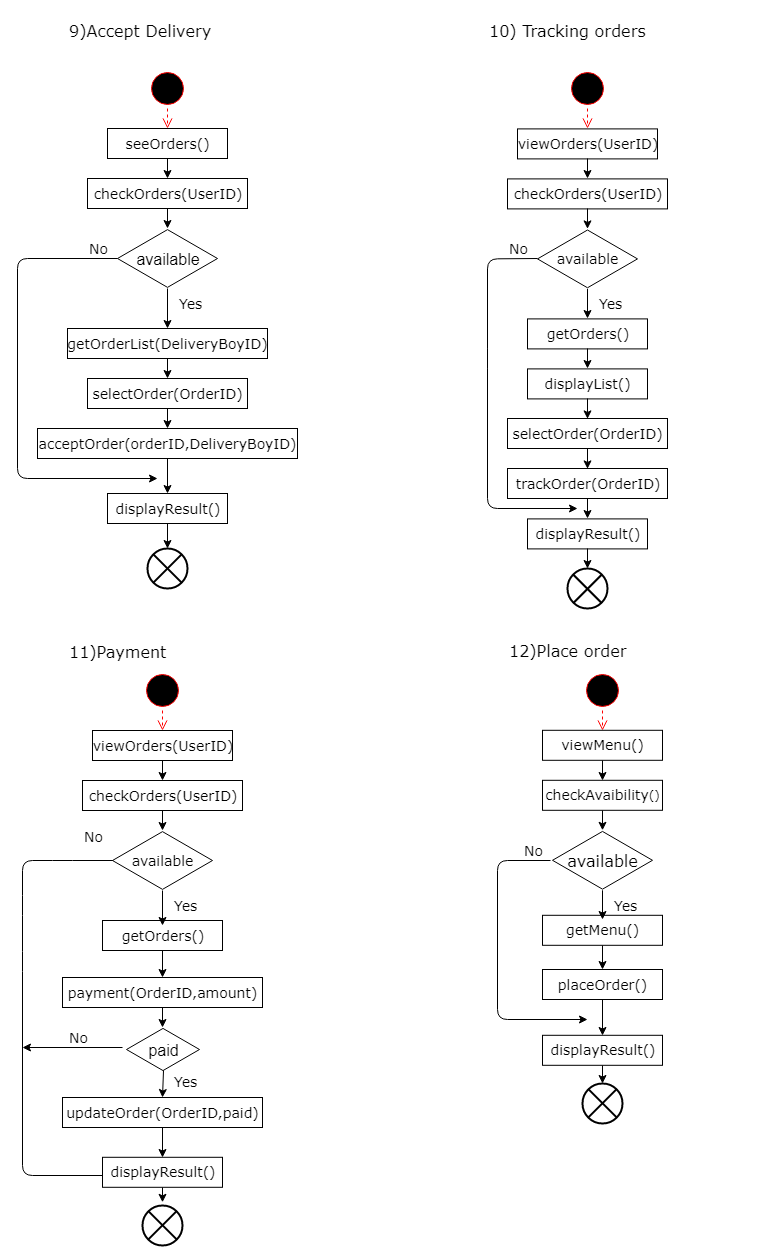 9)Accept Delivery
seeOrders()
checkOrders(UserID)
No
available
Yes
getOrderList(DeliveryBoyID)
selectOrder(OrderID)
acceptOrder(orderID,DeliveryBoyID)
displayResult()
10) Tracking orders
viewOrders(UserID)
checkOrders(UserID)
No
available
Yes
getOrders()
displayList()
selectOrder(OrderID)
trackOrder(OrderID)
displayResult()
11)Payment
viewOrders(UserID)
checkOrders(UserID)
No
available
Yes
getOrders()
payment(OrderID,amount)
No
paid
Yes
updateOrder(OrderID,paid)
displayResult()
12)Place order
viewMenu()
checkAvaibility()
No
available
Yes
getMenu()
placeOrder()
displayResult()